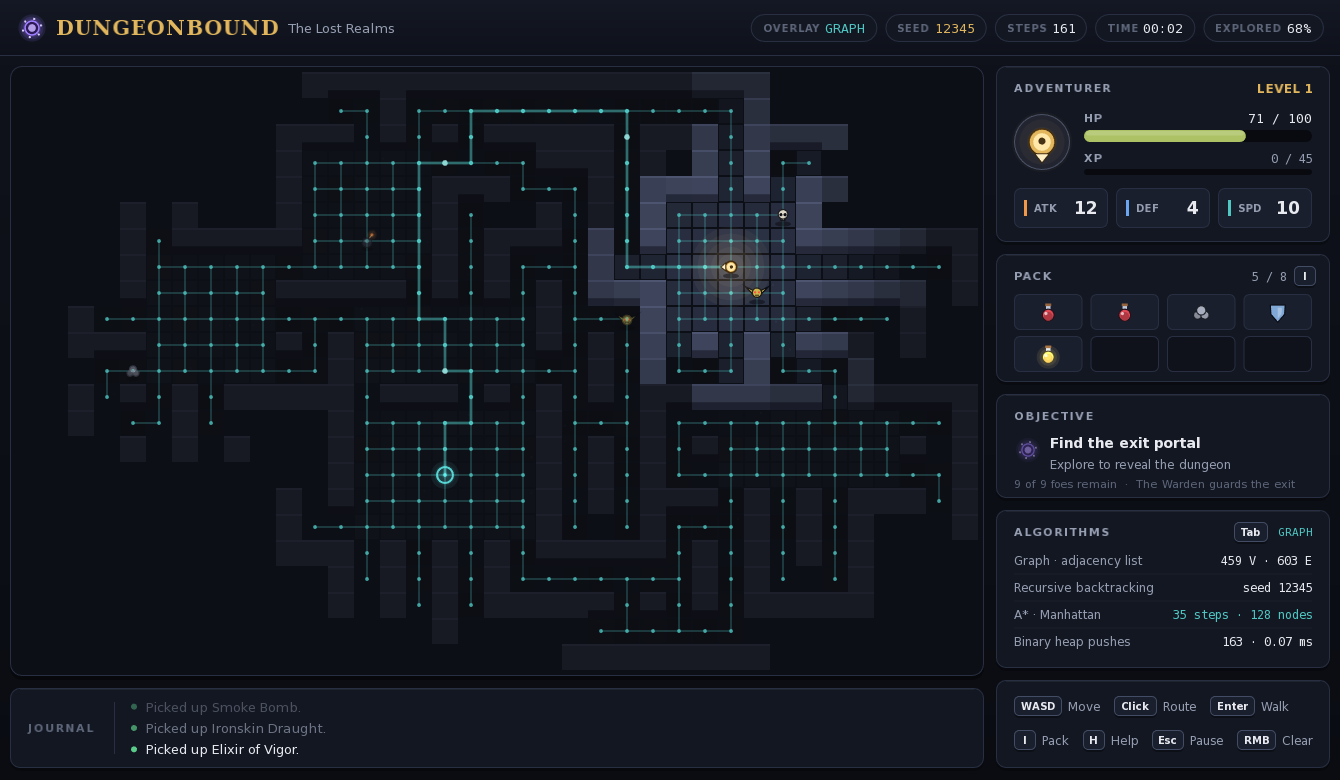 DUNGEONBOUND The Lost Realms
OVERLAY GRAPH SEED 12345 STEPS 161 TIME 00:02 EXPLORED 68%
ADVENTURER LEVEL 1
HP 71 / 100
XP 0 / 45
ATK 12 DEF 4 SPD 10
PACK 5 / 8 I
OBJECTIVE
Find the exit portal
Explore to reveal the dungeon
9 of 9 foes remain · The Warden guards the exit
ALGORITHMS Tab GRAPH
Graph · adjacency list 459 V · 603 E
Recursive backtracking seed 12345
A* · Manhattan 35 steps · 128 nodes
Binary heap pushes 163 · 0.07 ms
JOURNAL
Picked up Smoke Bomb.
Picked up Ironskin Draught.
Picked up Elixir of Vigor.
WASD Move Click Route Enter Walk
I Pack H Help Esc Pause RMB Clear